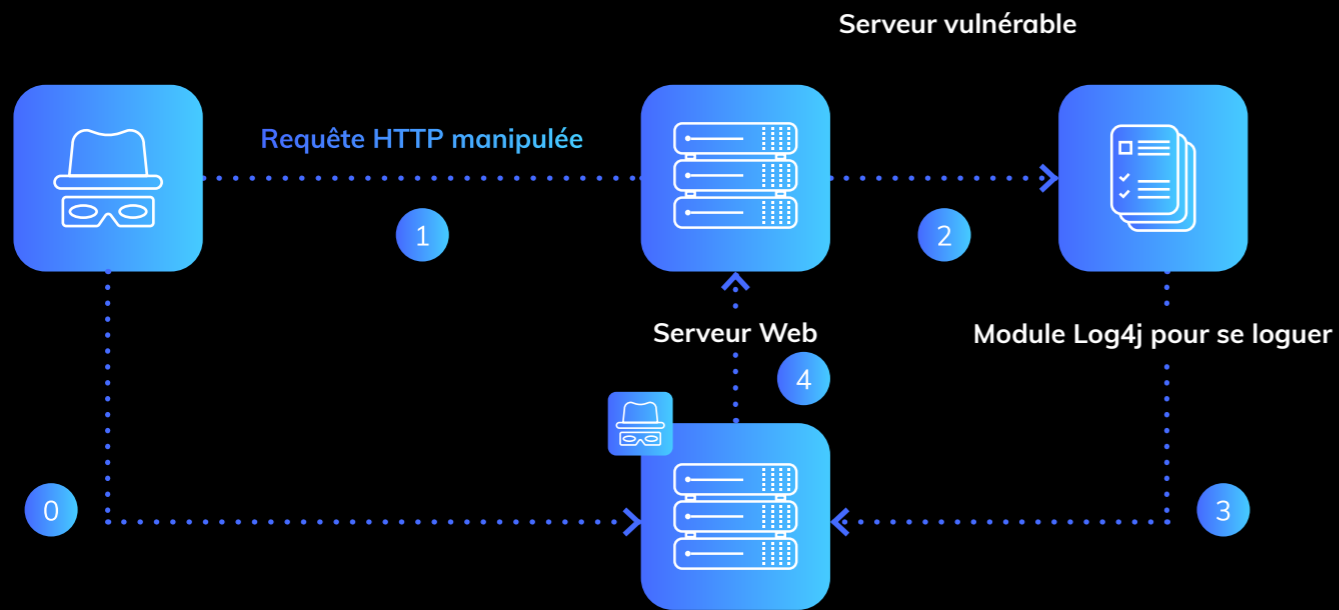 Serveur vulnérable
Requête HTTP manipulée
1
2
Serveur Web
Module Log4j pour se loguer
4
0
3